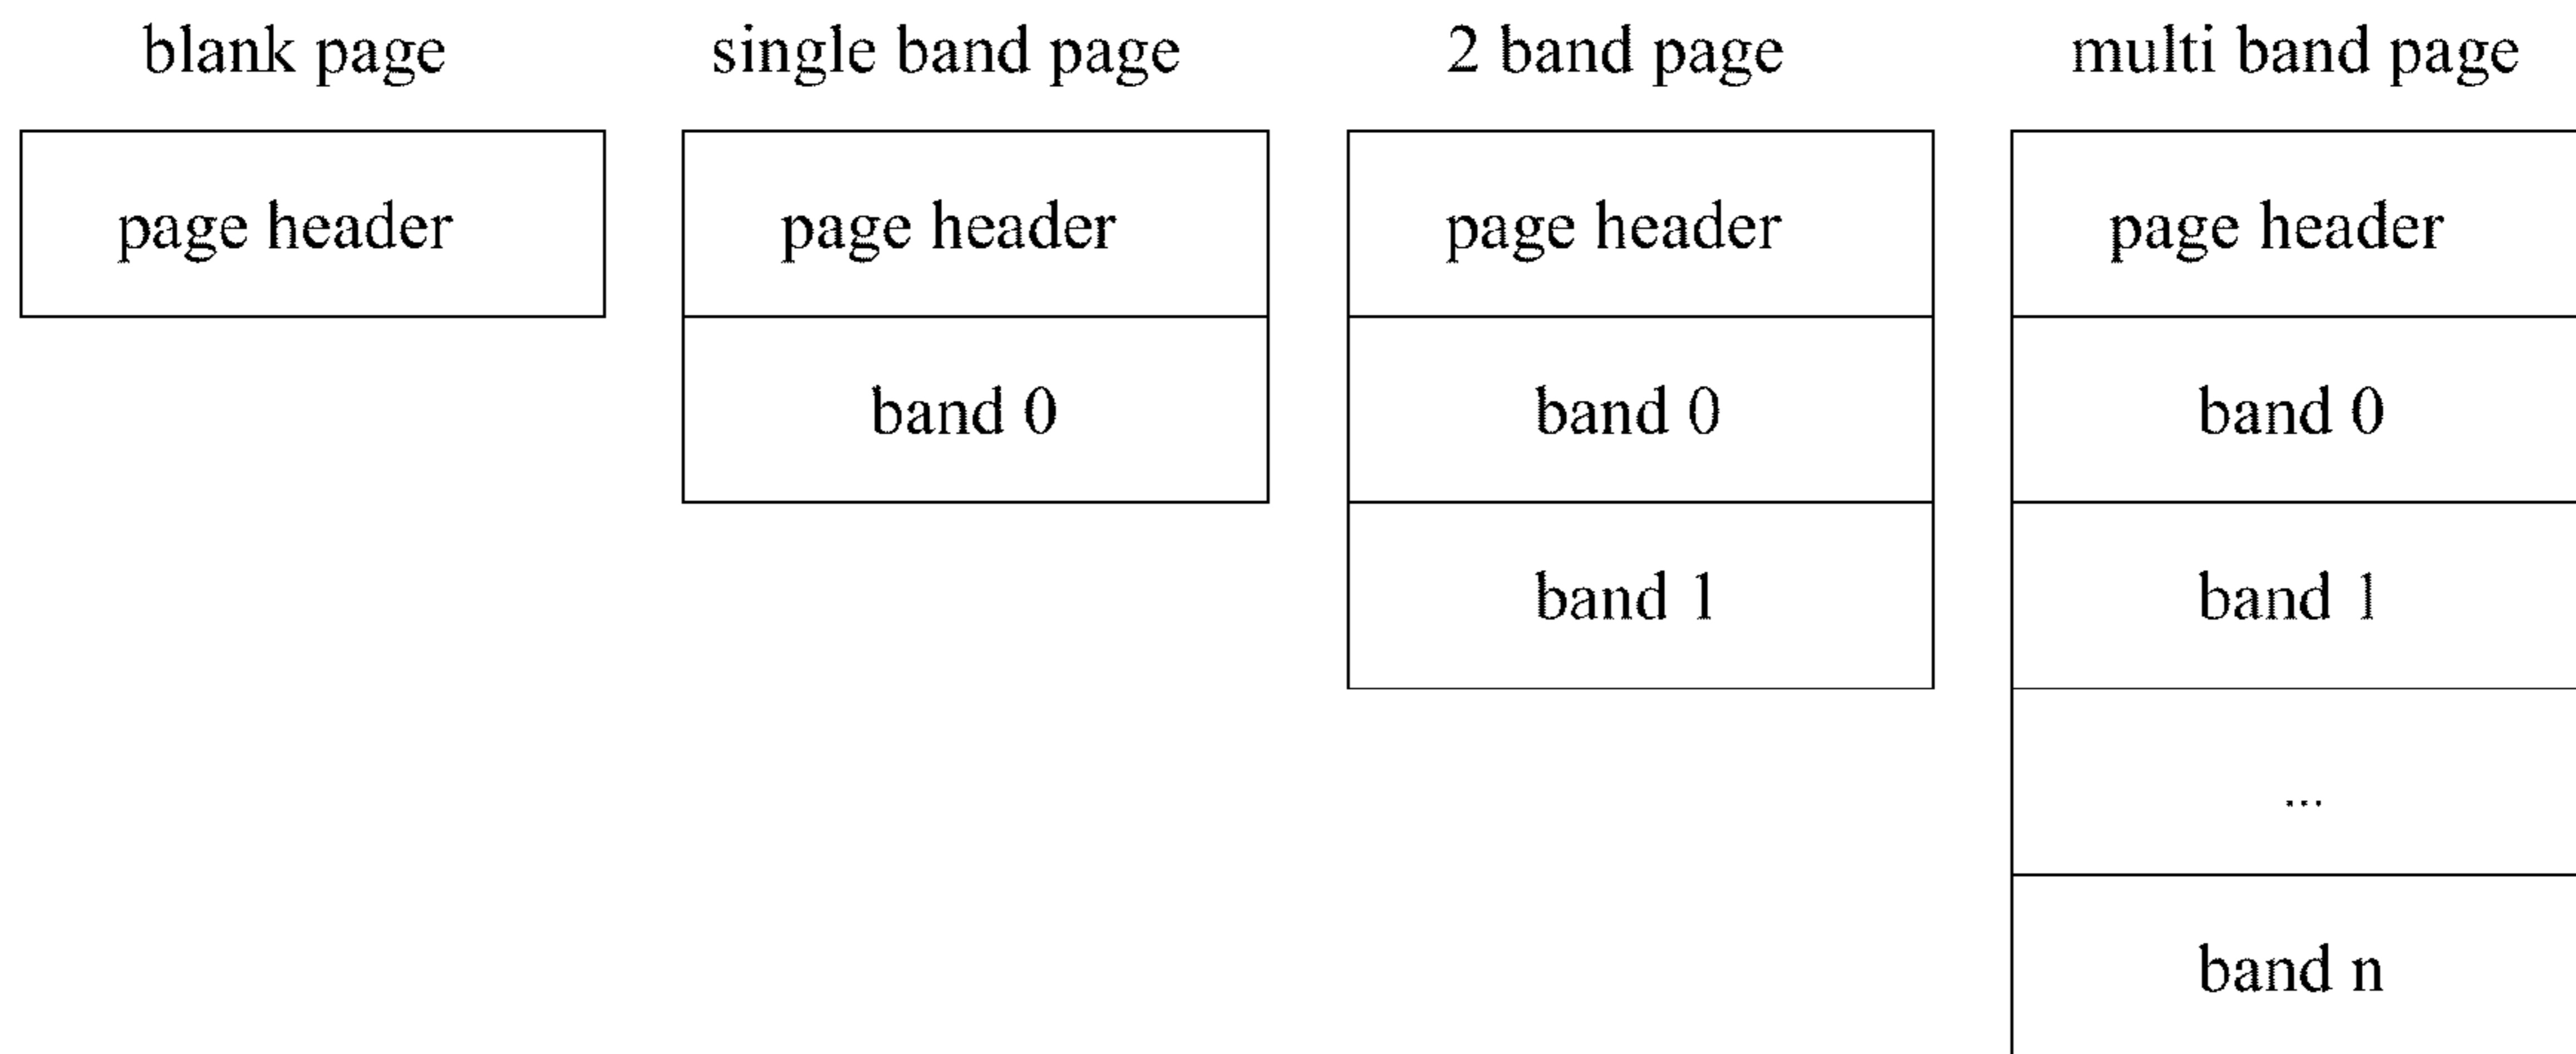 blank page
single band page
2 band page
multi band page
page header
page header
page header
page header
band 0
band 0
band 0
band 1
band 1
...
band n